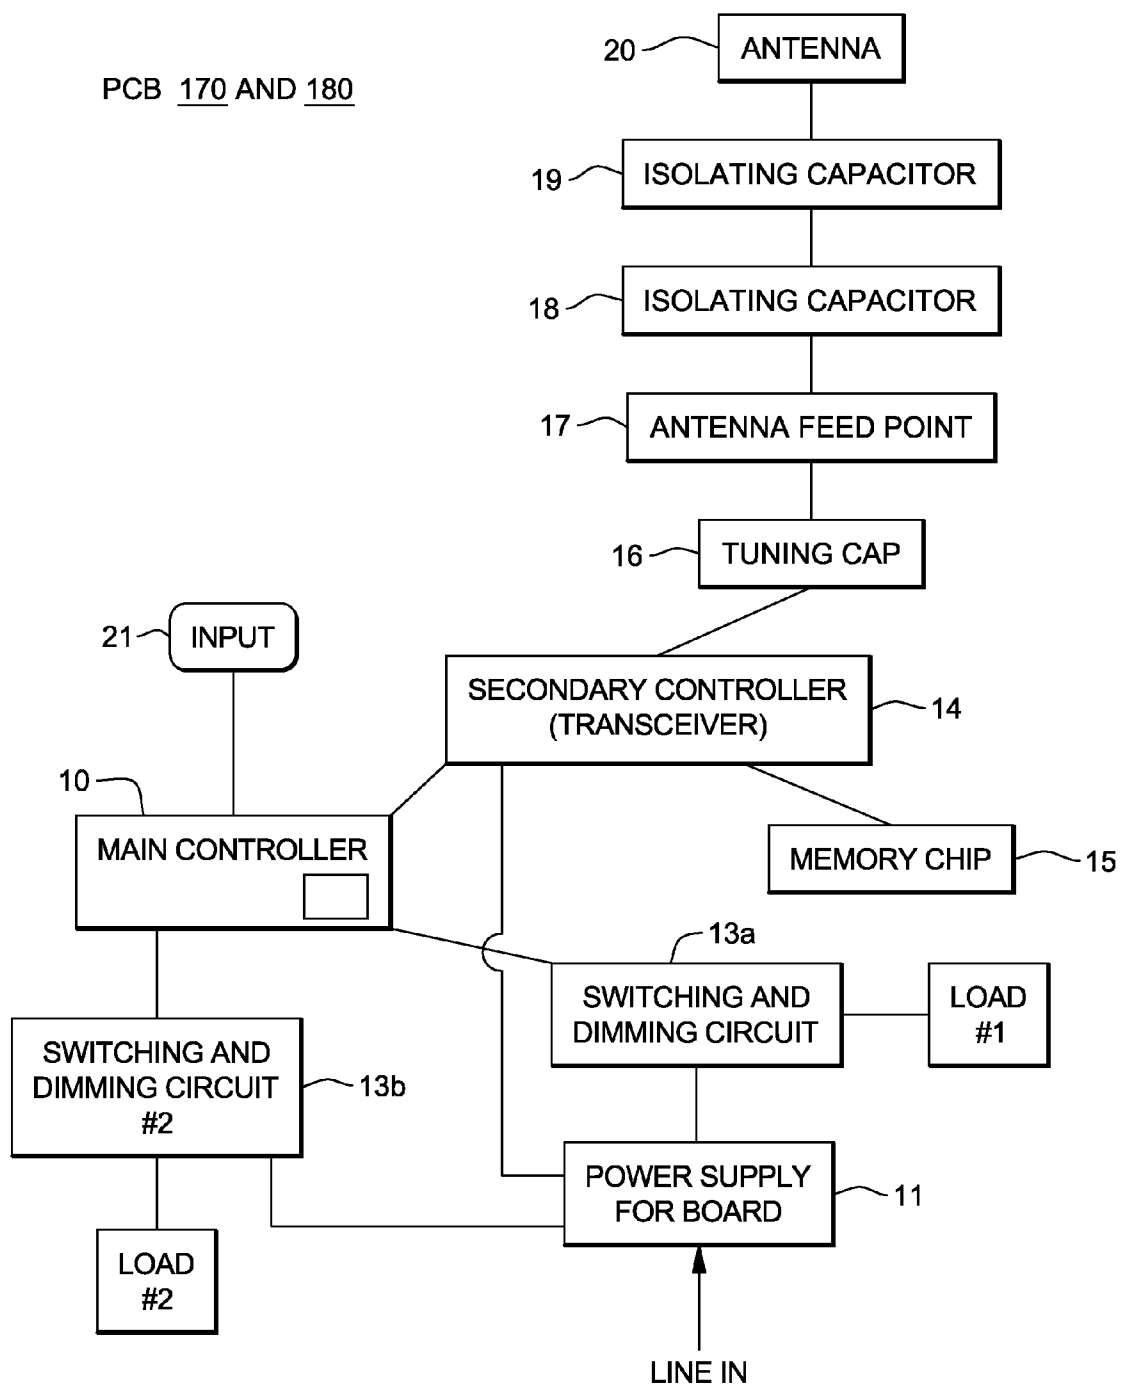 20
ANTENNA
PCB 170 AND 180
19
ISOLATING CAPACITOR
18
ISOLATING CAPACITOR
17
ANTENNA FEED POINT
16
TUNING CAP
21
INPUT
SECONDARY CONTROLLER
(TRANSCEIVER)
14
10
MAIN CONTROLLER
MEMORY CHIP
15
13a
SWITCHING AND
DIMMING CIRCUIT
LOAD
#1
SWITCHING AND
DIMMING CIRCUIT
#2
13b
POWER SUPPLY
FOR BOARD
11
LOAD
#2
LINE IN